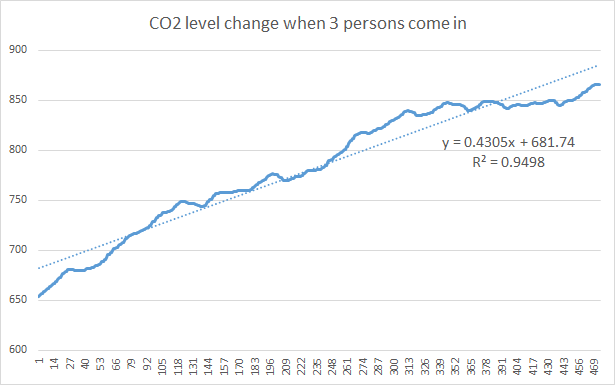 CO2 level change when 3 persons come in
900
850
800
750
700
650
600
y = 0.4305x + 681.74
R² = 0.9498
1 14 27 40 53 66 79 92 105 118 131 144 157 170 183 196 209 222 235 248 261 274 287 300 313 326 339 352 365 378 391 404 417 430 443 456 469